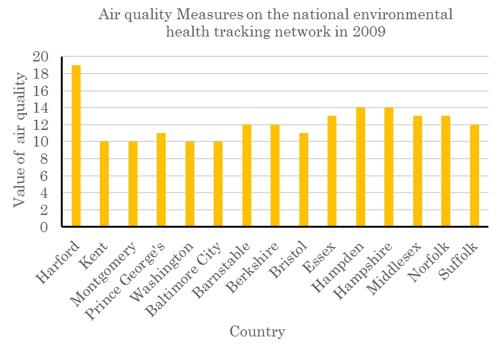 Air quality Measures on the national environmental
health tracking network in 2009
Value of air quality
20
18
16
14
12
10
8
6
4
2
0
Harford
Kent
Montgomery
Prince George's
Washington
Baltimore City
Barnstable
Berkshire
Bristol
Essex
Hampden
Hampshire
Middlesex
Norfolk
Suffolk
Country